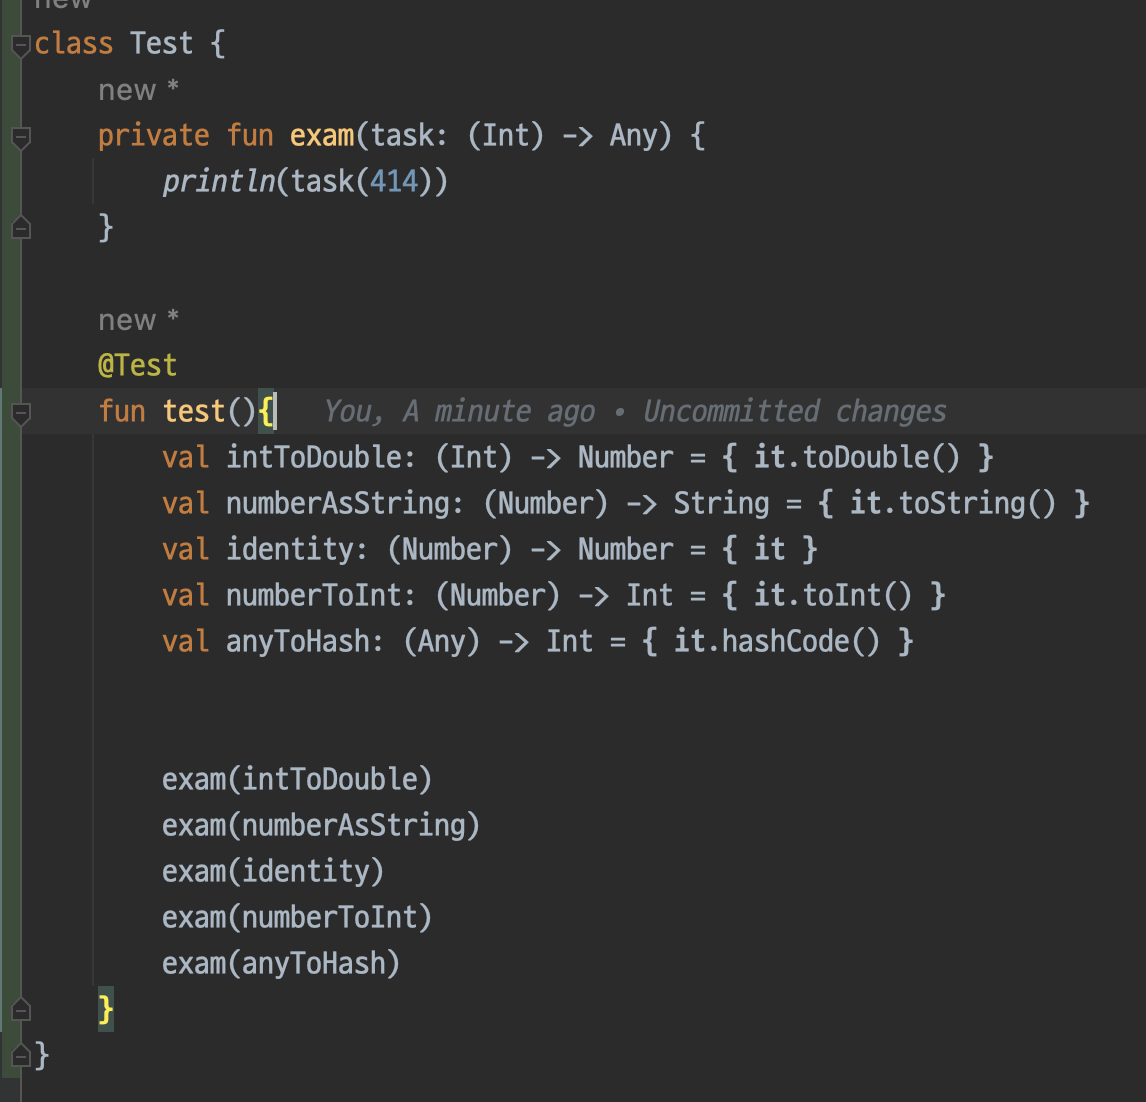 new
class Test {
new *
private fun exam(task: (Int) -> Any) {
println(task(414))
}
new *
@Test
fun test(){ You, A minute ago • Uncommitted changes
val intToDouble: (Int) -> Number = { it.toDouble() }
val numberAsString: (Number) -> String = { it.toString() }
val identity: (Number) -> Number = { it }
val numberToInt: (Number) -> Int = { it.toInt() }
val anyToHash: (Any) -> Int = { it.hashCode() }
exam(intToDouble)
exam(numberAsString)
exam(identity)
exam(numberToInt)
exam(anyToHash)
}
}